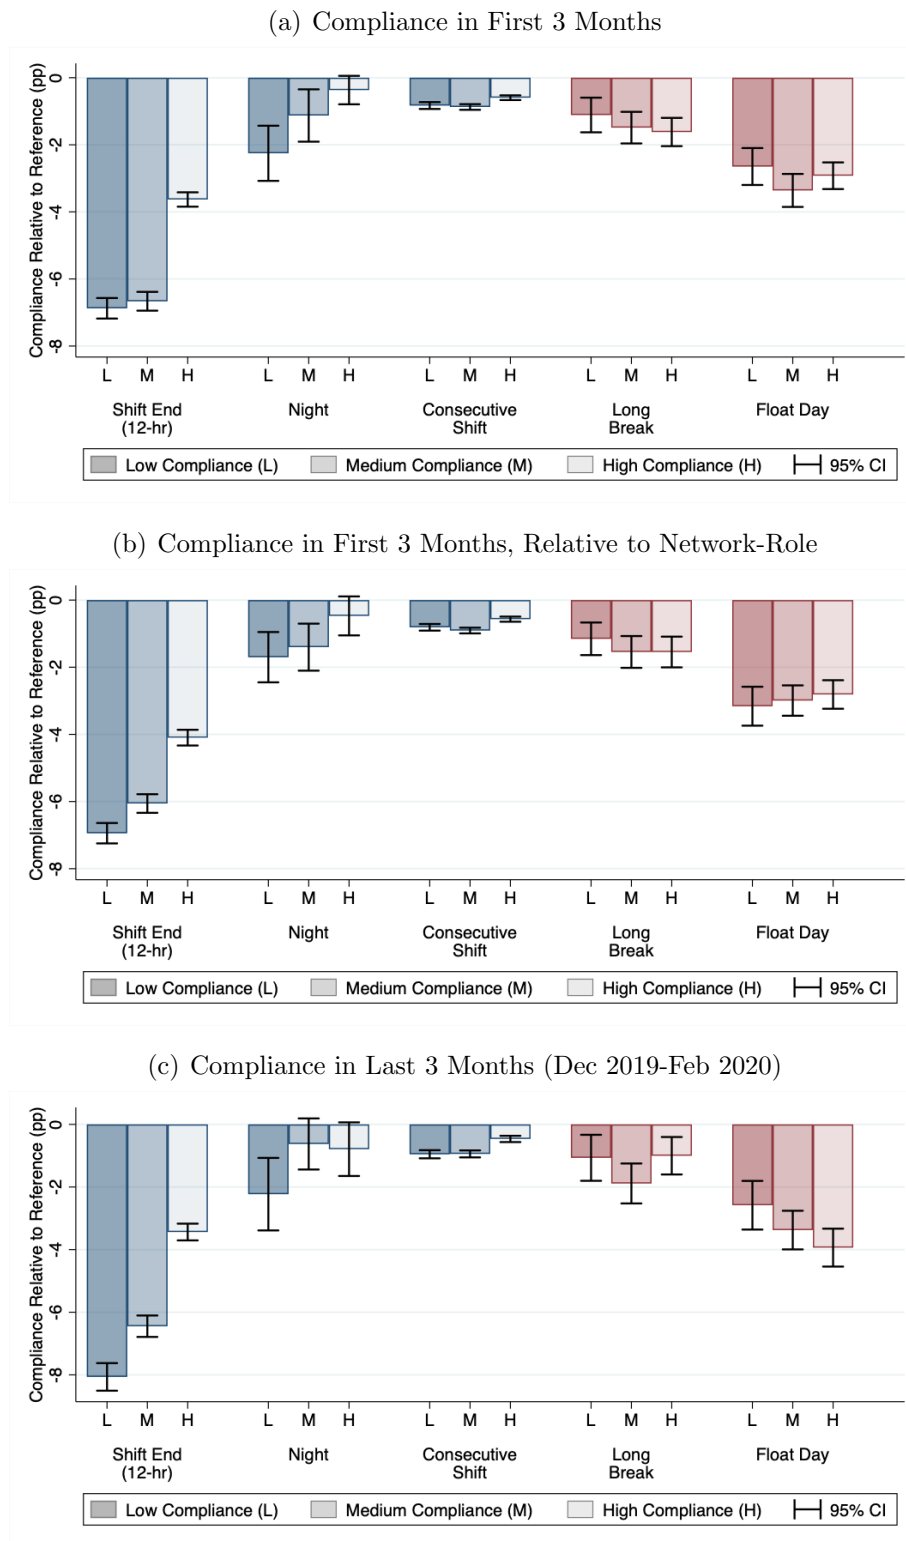 (a) Compliance in First 3 Months
Compliance Relative to Reference (pp)
0
-2
-4
-6
-8
L M H L M H L M H L M H L M H
Shift End (12-hr)
Night
Consecutive Shift
Long Break
Float Day
Low Compliance (L) Medium Compliance (M) High Compliance (H) 95% CI
(b) Compliance in First 3 Months, Relative to Network-Role
Compliance Relative to Reference (pp)
0
-2
-4
-6
-8
L M H L M H L M H L M H L M H
Shift End (12-hr)
Night
Consecutive Shift
Long Break
Float Day
Low Compliance (L) Medium Compliance (M) High Compliance (H) 95% CI
(c) Compliance in Last 3 Months (Dec 2019-Feb 2020)
Compliance Relative to Reference (pp)
0
-2
-4
-6
-8
L M H L M H L M H L M H L M H
Shift End (12-hr)
Night
Consecutive Shift
Long Break
Float Day
Low Compliance (L) Medium Compliance (M) High Compliance (H) 95% CI